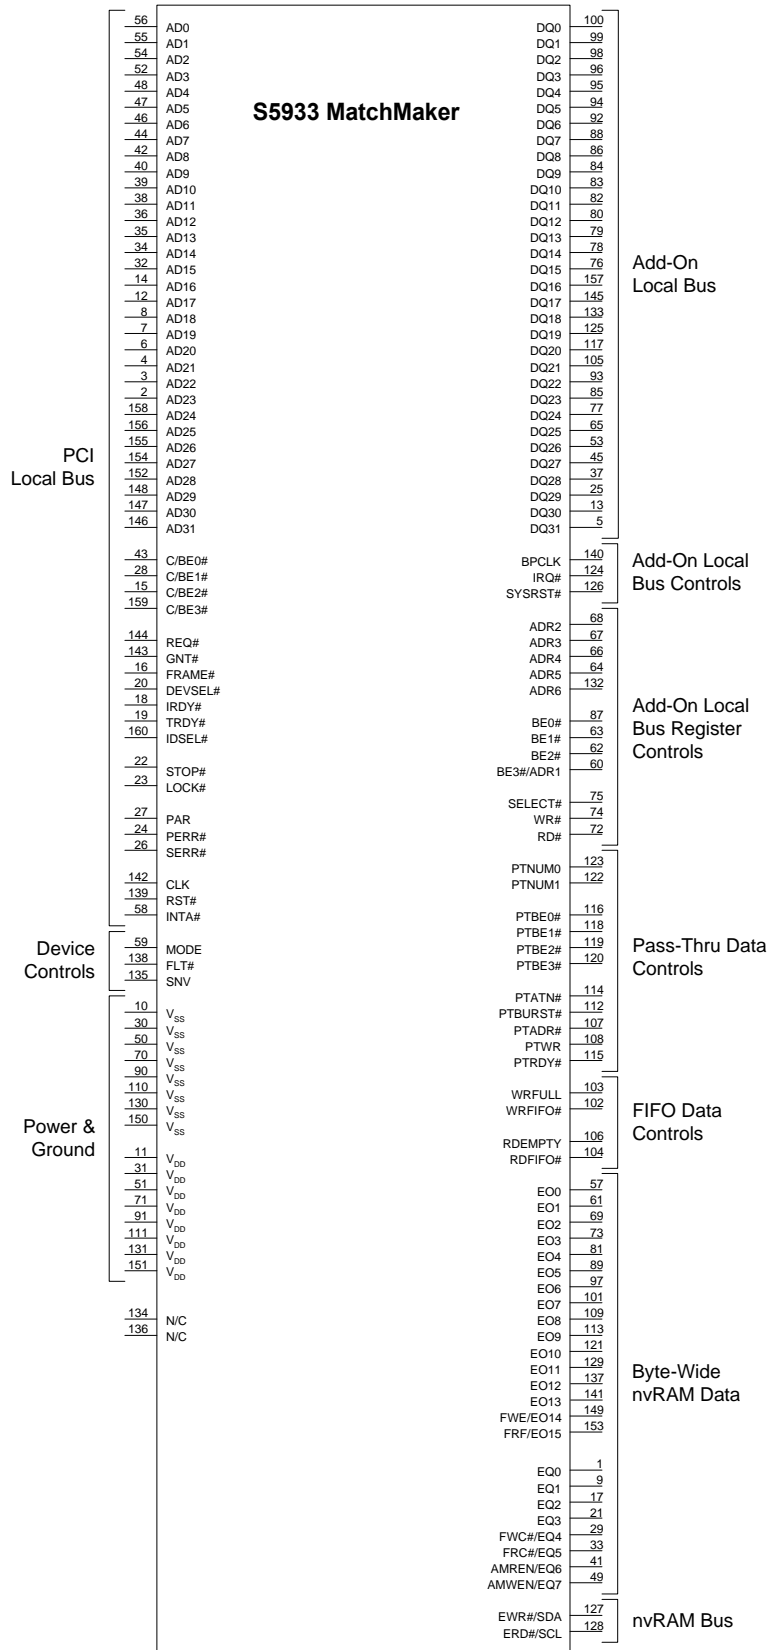 S5933 MatchMaker
PCI
Local Bus
56 AD0
55 AD1
54 AD2
52 AD3
48 AD4
47 AD5
46 AD6
44 AD7
42 AD8
40 AD9
39 AD10
38 AD11
36 AD12
35 AD13
34 AD14
32 AD15
14 AD16
12 AD17
8 AD18
7 AD19
6 AD20
4 AD21
3 AD22
2 AD23
158 AD24
156 AD25
155 AD26
154 AD27
152 AD28
148 AD29
147 AD30
146 AD31
43 C/BE0#
28 C/BE1#
15 C/BE2#
159 C/BE3#
144 REQ#
143 GNT#
16 FRAME#
20 DEVSEL#
18 IRDY#
19 TRDY#
160 IDSEL#
22 STOP#
23 LOCK#
27 PAR
24 PERR#
26 SERR#
142 CLK
139 RST#
58 INTA#
Device
Controls
59 MODE
138 FLT#
135 SNV
Power &
Ground
10 VSS
30 VSS
50 VSS
70 VSS
90 VSS
110 VSS
130 VSS
150 VSS
11 VDD
31 VDD
51 VDD
71 VDD
91 VDD
111 VDD
131 VDD
151 VDD
134 N/C
136 N/C
DQ0 100
DQ1 99
DQ2 98
DQ3 96
DQ4 95
DQ5 94
DQ6 92
DQ7 88
DQ8 86
DQ9 84
DQ10 83
DQ11 82
DQ12 80
DQ13 79
DQ14 78
DQ15 76
DQ16 157
DQ17 145
DQ18 133
DQ19 125
DQ20 117
DQ21 105
DQ22 93
DQ23 85
DQ24 77
DQ25 65
DQ26 53
DQ27 45
DQ28 37
DQ29 25
DQ30 13
DQ31 5
Add-On
Local Bus
BPCLK 140
IRQ# 124
SYSRST# 126
Add-On Local
Bus Controls
ADR2 68
ADR3 67
ADR4 66
ADR5 64
ADR6 132
BE0# 87
BE1# 63
BE2# 62
BE3#/ADR1 60
SELECT# 75
WR# 74
RD# 72
Add-On Local
Bus Register
Controls
PTNUM0 123
PTNUM1 122
PTBE0# 116
PTBE1# 118
PTBE2# 119
PTBE3# 120
PTATN# 114
PTBURST# 112
PTADR# 107
PTWR 108
PTRDY# 115
Pass-Thru Data
Controls
WRFULL 103
WRFIFO# 102
RDEMPTY 106
RDFIFO# 104
FIFO Data
Controls
EO0 57
EO1 61
EO2 69
EO3 73
EO4 81
EO5 89
EO6 97
EO7 101
EO8 109
EO9 113
EO10 121
EO11 129
EO12 137
EO13 141
FWE/EO14 149
FRF/EO15 153
EQ0 1
EQ1 9
EQ2 17
EQ3 21
FWC#/EQ4 29
FRC#/EQ5 33
AMREN/EQ6 41
AMWEN/EQ7 49
Byte-Wide
nvRAM Data
EWR#/SDA 127
ERD#/SCL 128
nvRAM Bus